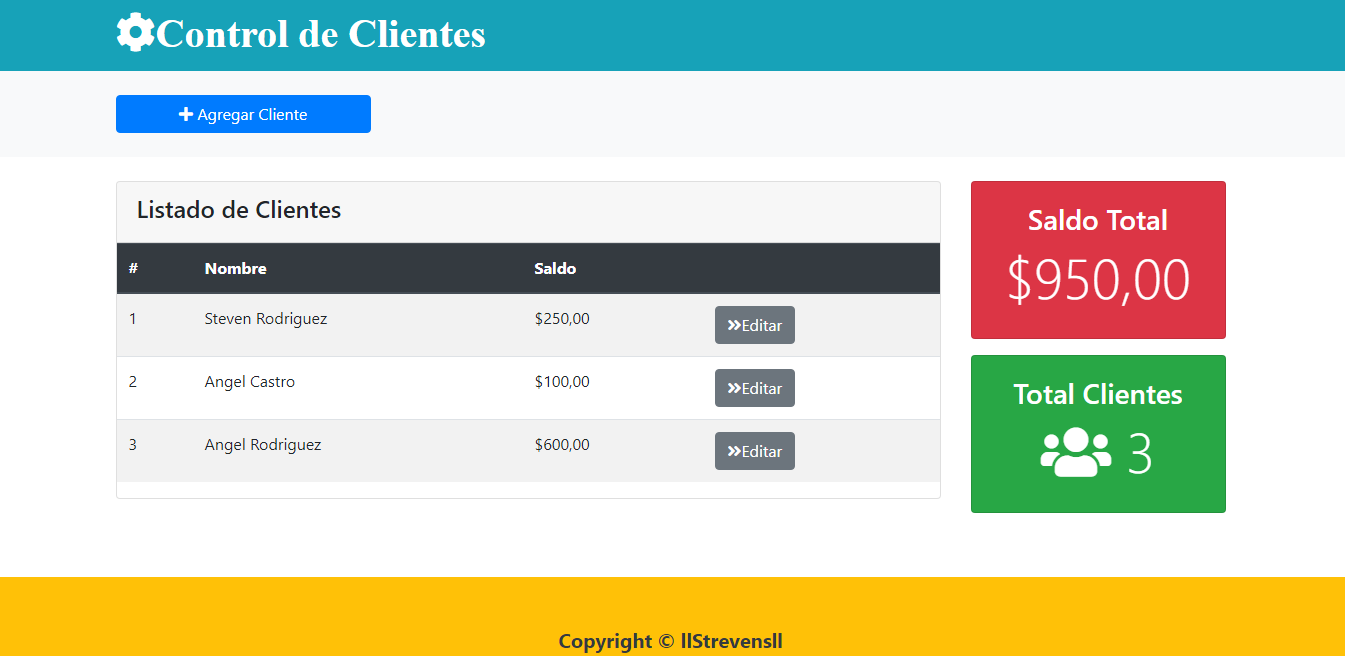 Control de Clientes
Agregar Cliente
Listado de Clientes
# Nombre Saldo
1 Steven Rodriguez $250,00 Editar
2 Angel Castro $100,00 Editar
3 Angel Rodriguez $600,00 Editar
Saldo Total
$950,00
Total Clientes
3
Copyright © llStrevensll